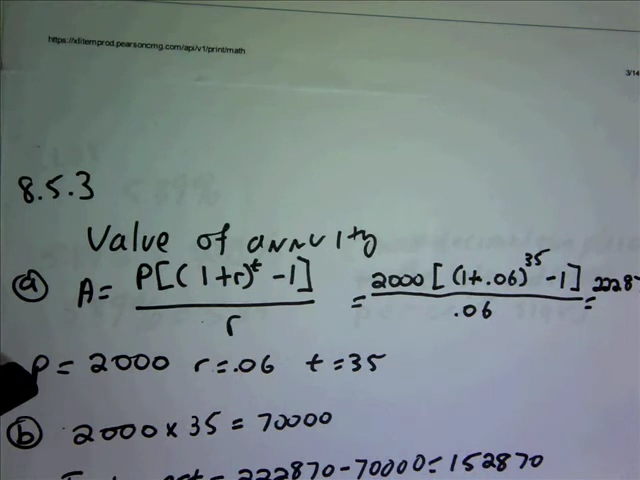 https://xlitemprod.pearsoncmg.com/api/v1/print/math
3/14
8.5.3
Value of annuity
(a) A = P[(1+r)^t - 1] / r = 2000[(1+.06)^35 - 1] / .06 = 2228
P = 2000 r = .06 t = 35
(b) 2000 x 35 = 70000
= 222870 - 70000 = 152870